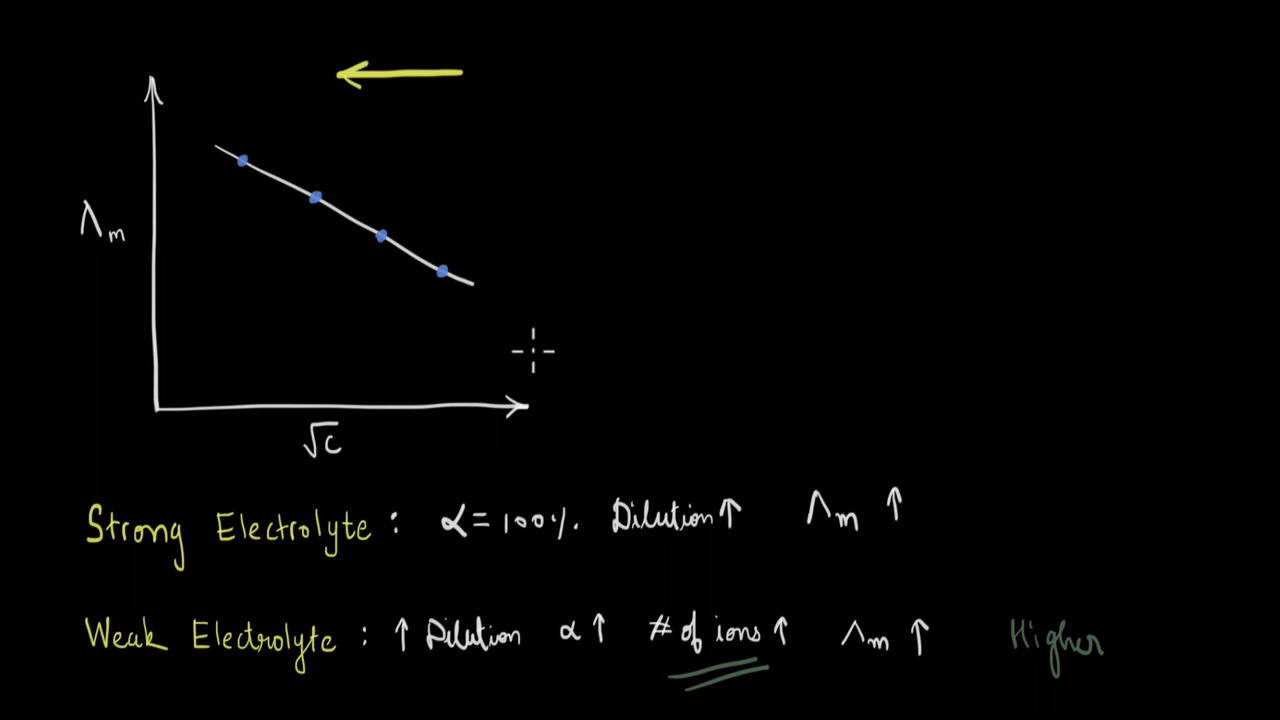 Λm
√c
Strong Electrolyte : α = 100%. Dilution ↑ Λm ↑
Weak Electrolyte : ↑ Dilution α ↑ # of ions ↑ Λm ↑ Higher